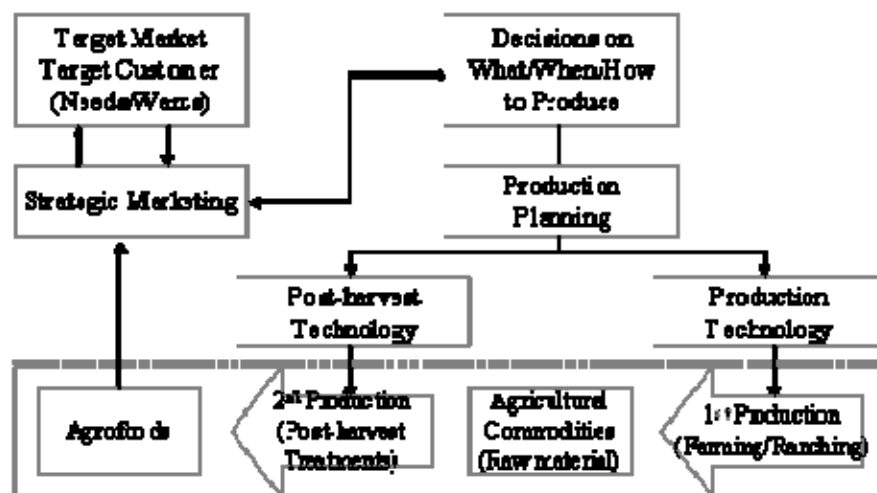 Target Market
Target Customer
(Needs/Wants)
Decisions on
What/When/How
to Produce
Strategic Marketing
Production
Planning
Post-harvest
Technology
Production
Technology
Agrofoods
2nd Production
(Post-harvest
Treatments)
Agricultural
Commodities
(Raw material)
1st Production
(Farming/Ranching)